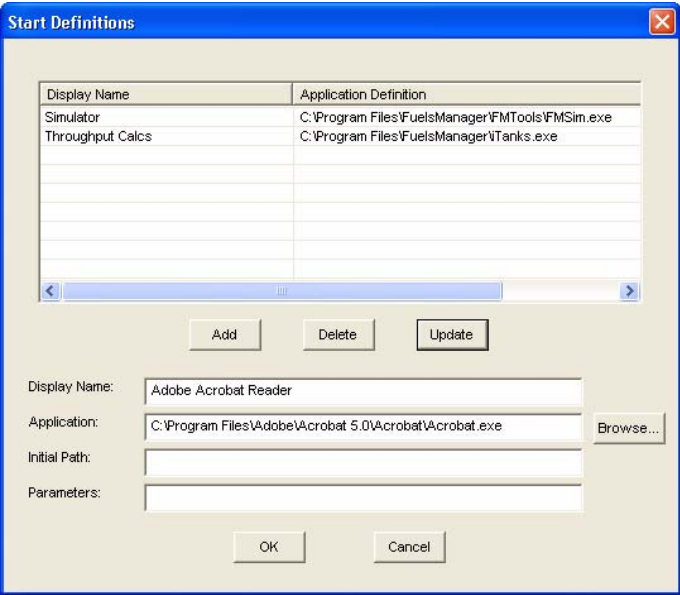 Start Definitions
Display Name Application Definition
Simulator C:\Program Files\FuelsManager\FMTools\FMSim.exe
Throughput Calcs C:\Program Files\FuelsManager\iTanks.exe
Add Delete Update
Display Name: Adobe Acrobat Reader
Application: C:\Program Files\Adobe\Acrobat 5.0\Acrobat\Acrobat.exe Browse...
Initial Path:
Parameters:
OK Cancel